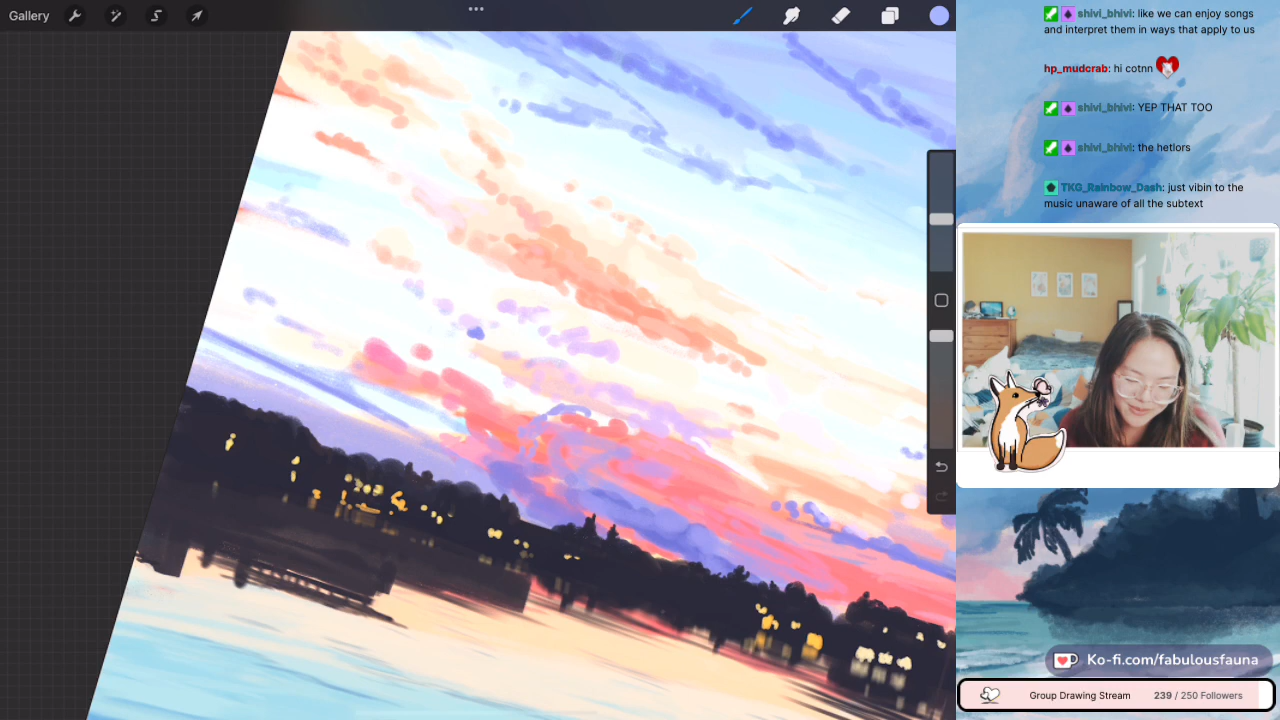 Gallery
shivi_bhivi: like we can enjoy songs
and interpret them in ways that apply to us
hp_mudcrab: hi cotnn
shivi_bhivi: YEP THAT TOO
shivi_bhivi: the hetlors
TKG_Rainbow_Dash: just vibin to the
music unaware of all the subtext
Ko-fi.com/fabulousfauna
Group Drawing Stream 239 / 250 Followers